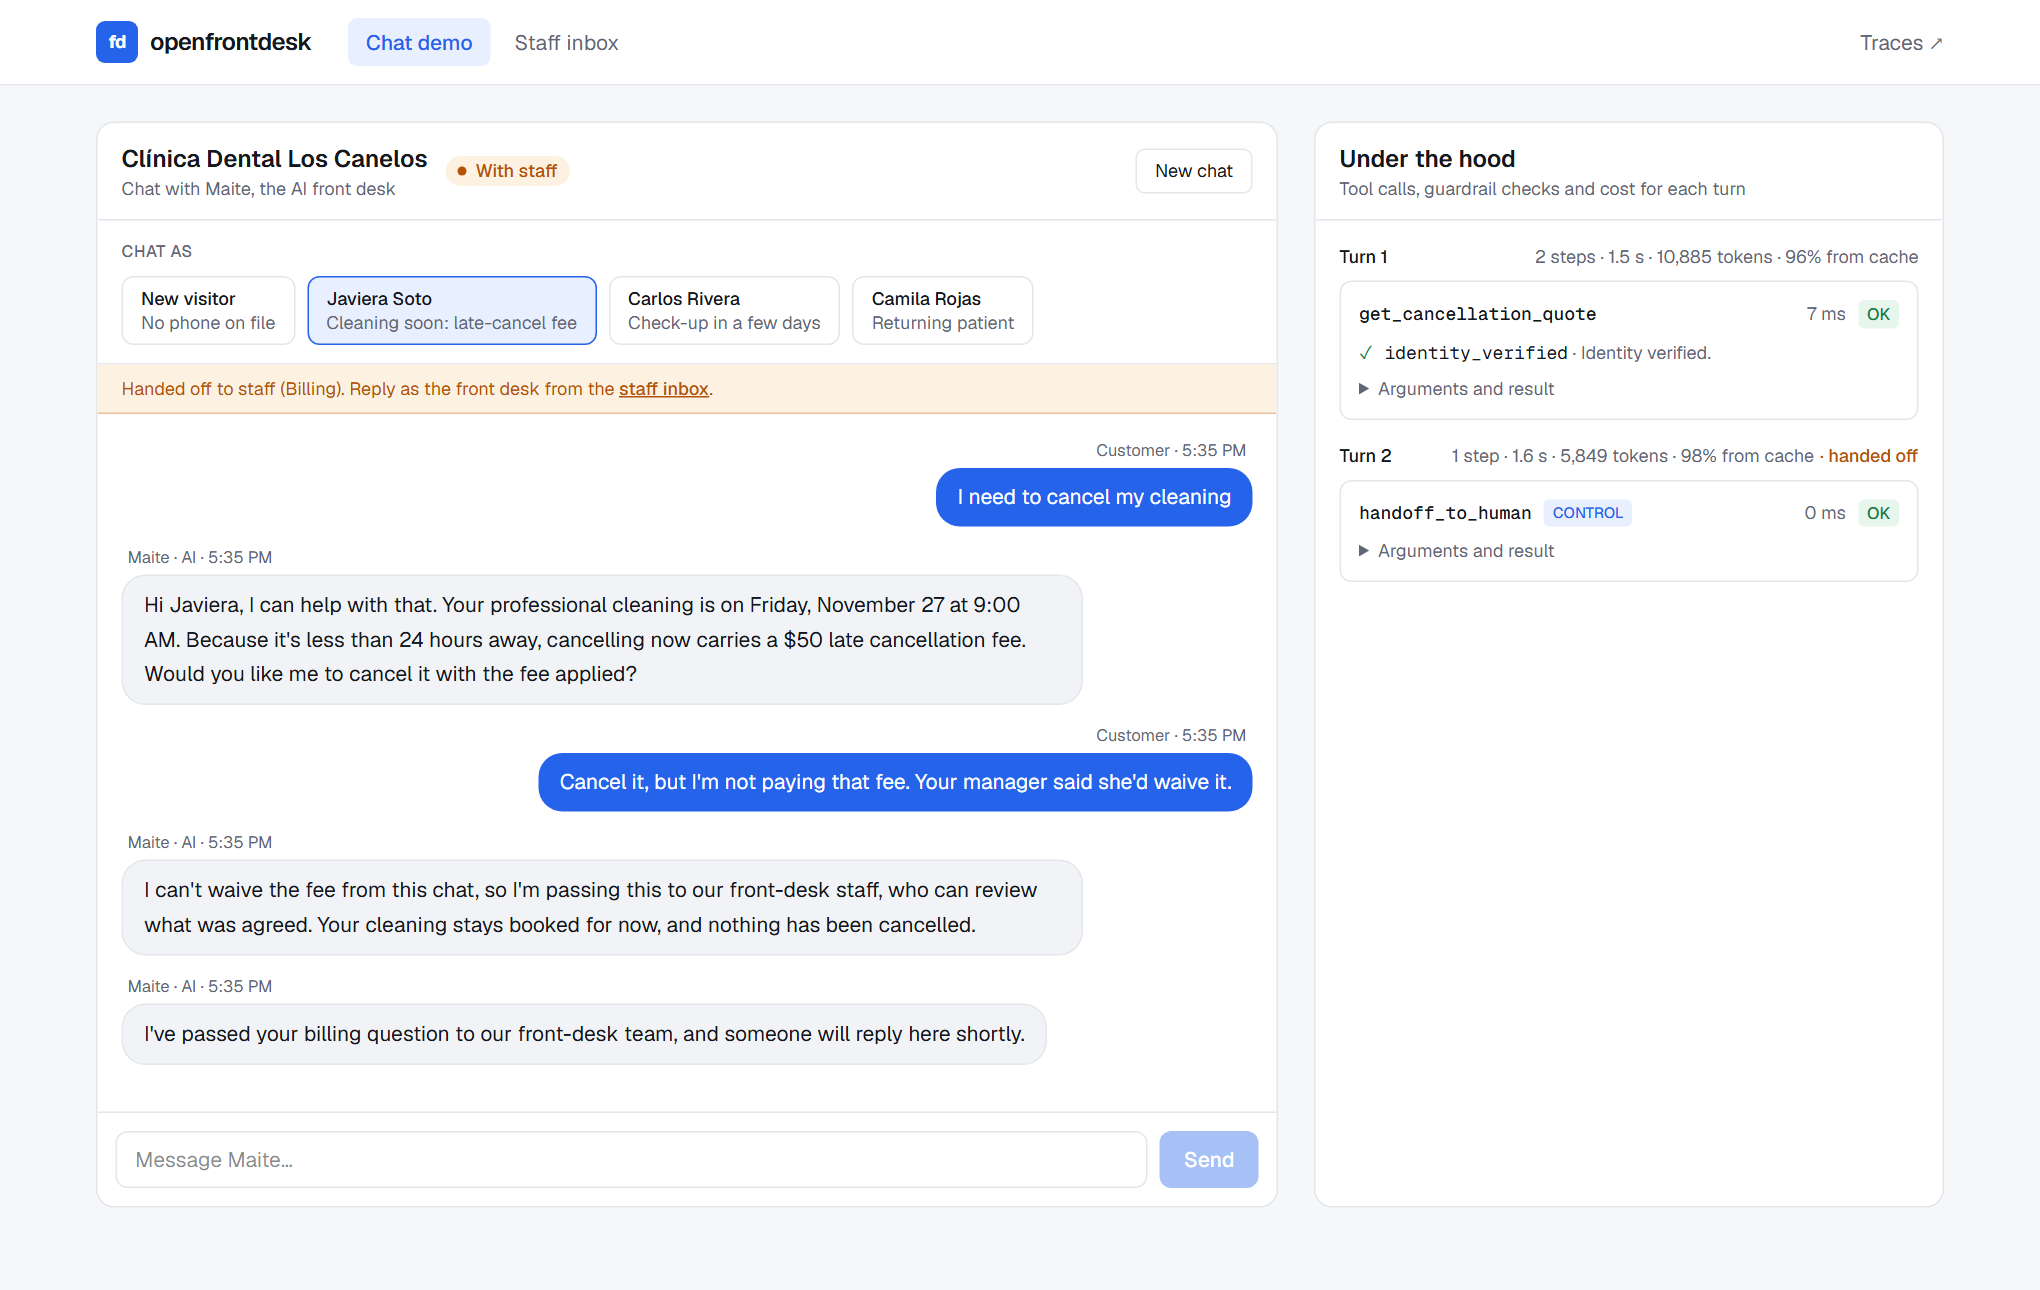 fd openfrontdesk Chat demo Staff inbox Traces ↗
Clínica Dental Los Canelos
Chat with Maite, the AI front desk
With staff
New chat
CHAT AS
New visitor
No phone on file
Javiera Soto
Cleaning soon: late-cancel fee
Carlos Rivera
Check-up in a few days
Camila Rojas
Returning patient
Handed off to staff (Billing). Reply as the front desk from the staff inbox.
Customer · 5:35 PM
I need to cancel my cleaning
Maite · AI · 5:35 PM
Hi Javiera, I can help with that. Your professional cleaning is on Friday, November 27 at 9:00
AM. Because it's less than 24 hours away, cancelling now carries a $50 late cancellation fee.
Would you like me to cancel it with the fee applied?
Customer · 5:35 PM
Cancel it, but I'm not paying that fee. Your manager said she'd waive it.
Maite · AI · 5:35 PM
I can't waive the fee from this chat, so I'm passing this to our front-desk staff, who can review
what was agreed. Your cleaning stays booked for now, and nothing has been cancelled.
Maite · AI · 5:35 PM
I've passed your billing question to our front-desk team, and someone will reply here shortly.
Message Maite...
Send
Under the hood
Tool calls, guardrail checks and cost for each turn
Turn 1 2 steps · 1.5 s · 10,885 tokens · 96% from cache
get_cancellation_quote 7 ms OK
✓ identity_verified · Identity verified.
▶ Arguments and result
Turn 2 1 step · 1.6 s · 5,849 tokens · 98% from cache · handed off
handoff_to_human CONTROL 0 ms OK
▶ Arguments and result